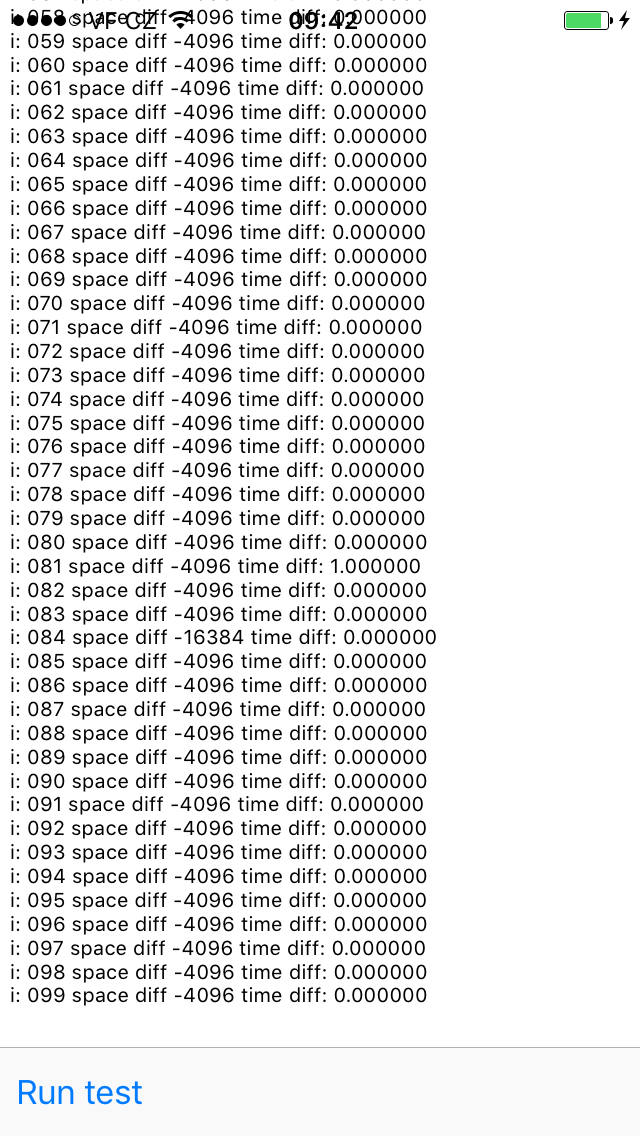 VF CZ 09:42
i: 058 space diff -4096 time diff: 0.000000
i: 059 space diff -4096 time diff: 0.000000
i: 060 space diff -4096 time diff: 0.000000
i: 061 space diff -4096 time diff: 0.000000
i: 062 space diff -4096 time diff: 0.000000
i: 063 space diff -4096 time diff: 0.000000
i: 064 space diff -4096 time diff: 0.000000
i: 065 space diff -4096 time diff: 0.000000
i: 066 space diff -4096 time diff: 0.000000
i: 067 space diff -4096 time diff: 0.000000
i: 068 space diff -4096 time diff: 0.000000
i: 069 space diff -4096 time diff: 0.000000
i: 070 space diff -4096 time diff: 0.000000
i: 071 space diff -4096 time diff: 0.000000
i: 072 space diff -4096 time diff: 0.000000
i: 073 space diff -4096 time diff: 0.000000
i: 074 space diff -4096 time diff: 0.000000
i: 075 space diff -4096 time diff: 0.000000
i: 076 space diff -4096 time diff: 0.000000
i: 077 space diff -4096 time diff: 0.000000
i: 078 space diff -4096 time diff: 0.000000
i: 079 space diff -4096 time diff: 0.000000
i: 080 space diff -4096 time diff: 0.000000
i: 081 space diff -4096 time diff: 1.000000
i: 082 space diff -4096 time diff: 0.000000
i: 083 space diff -4096 time diff: 0.000000
i: 084 space diff -16384 time diff: 0.000000
i: 085 space diff -4096 time diff: 0.000000
i: 086 space diff -4096 time diff: 0.000000
i: 087 space diff -4096 time diff: 0.000000
i: 088 space diff -4096 time diff: 0.000000
i: 089 space diff -4096 time diff: 0.000000
i: 090 space diff -4096 time diff: 0.000000
i: 091 space diff -4096 time diff: 0.000000
i: 092 space diff -4096 time diff: 0.000000
i: 093 space diff -4096 time diff: 0.000000
i: 094 space diff -4096 time diff: 0.000000
i: 095 space diff -4096 time diff: 0.000000
i: 096 space diff -4096 time diff: 0.000000
i: 097 space diff -4096 time diff: 0.000000
i: 098 space diff -4096 time diff: 0.000000
i: 099 space diff -4096 time diff: 0.000000
Run test